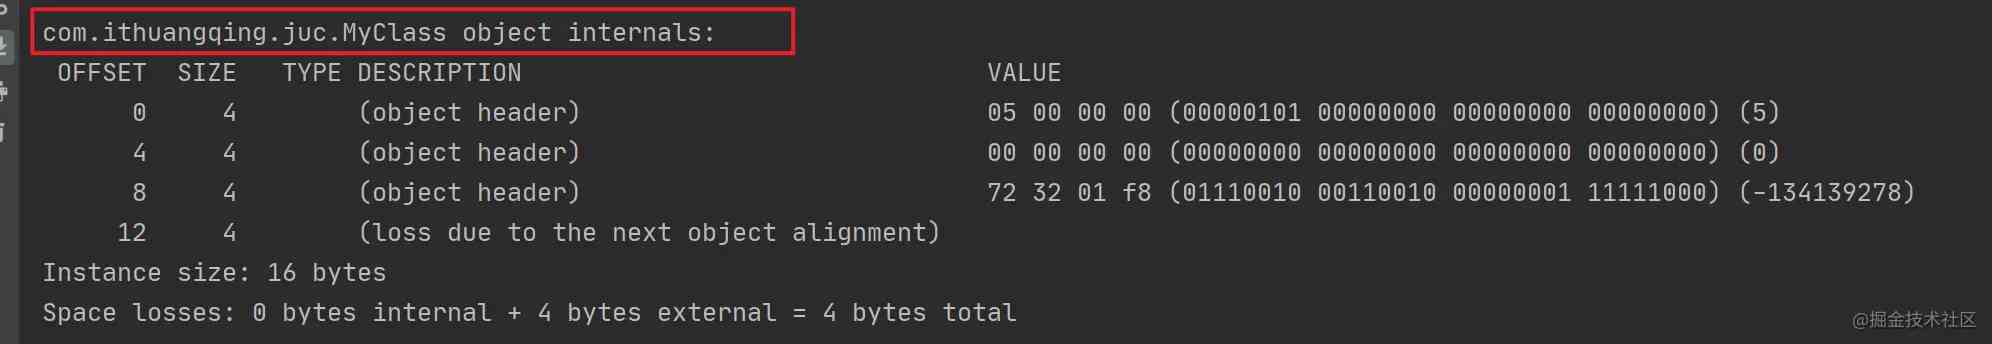 com.ithuangqing.juc.MyClass object internals:
OFFSET SIZE TYPE DESCRIPTION VALUE
0 4 (object header) 05 00 00 00 (00000101 00000000 00000000 00000000) (5)
4 4 (object header) 00 00 00 00 (00000000 00000000 00000000 00000000) (0)
8 4 (object header) 72 32 01 f8 (01110010 00110010 00000001 11111000) (-134139278)
12 4 (loss due to the next object alignment)
Instance size: 16 bytes
Space losses: 0 bytes internal + 4 bytes external = 4 bytes total
@掘金技术社区